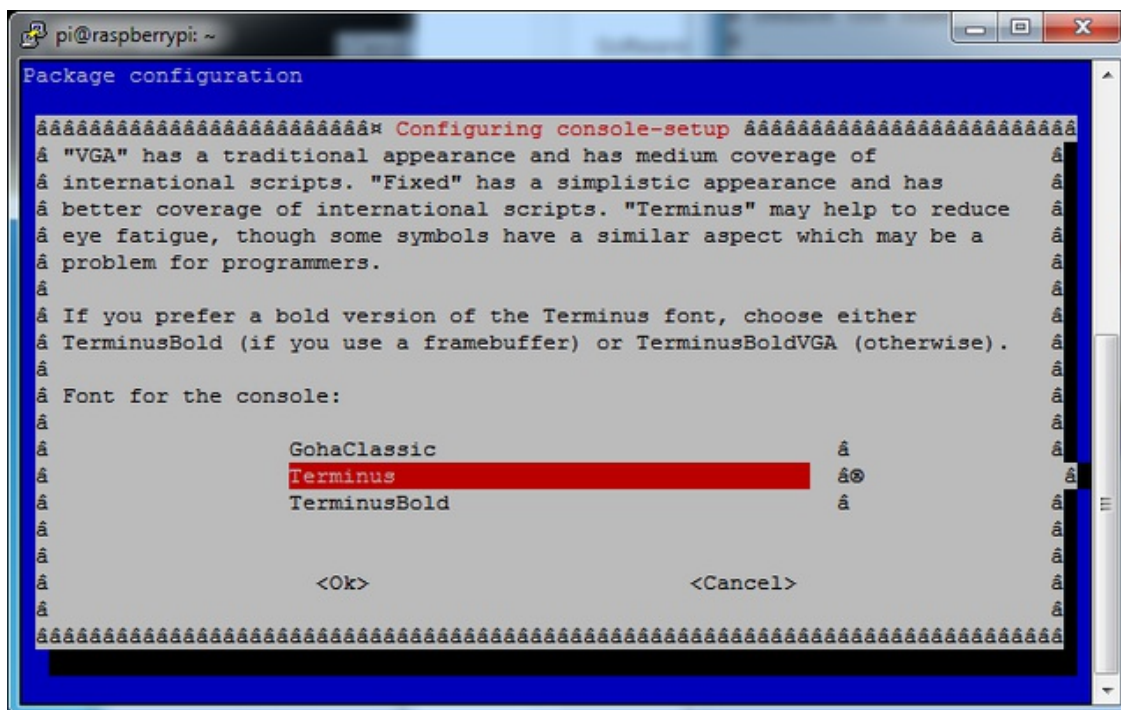 pi@raspberrypi: ~
Package configuration
âââââââââââââââââââââââââ¤ Configuring console-setup âââââââââââââââââââââââââ
â "VGA" has a traditional appearance and has medium coverage of â
â international scripts. "Fixed" has a simplistic appearance and has â
â better coverage of international scripts. "Terminus" may help to reduce â
â eye fatigue, though some symbols have a similar aspect which may be a â
â problem for programmers. â
â â
â If you prefer a bold version of the Terminus font, choose either â
â TerminusBold (if you use a framebuffer) or TerminusBoldVGA (otherwise). â
â â
â Font for the console: â
â â
â GohaClassic â â
â Terminus â® â
â TerminusBold â â
â â
â â
â <Ok> <Cancel> â
â â
âââââââââââââââââââââââââââââââââââââââââââââââââââââââââââââââââââââââââââââ